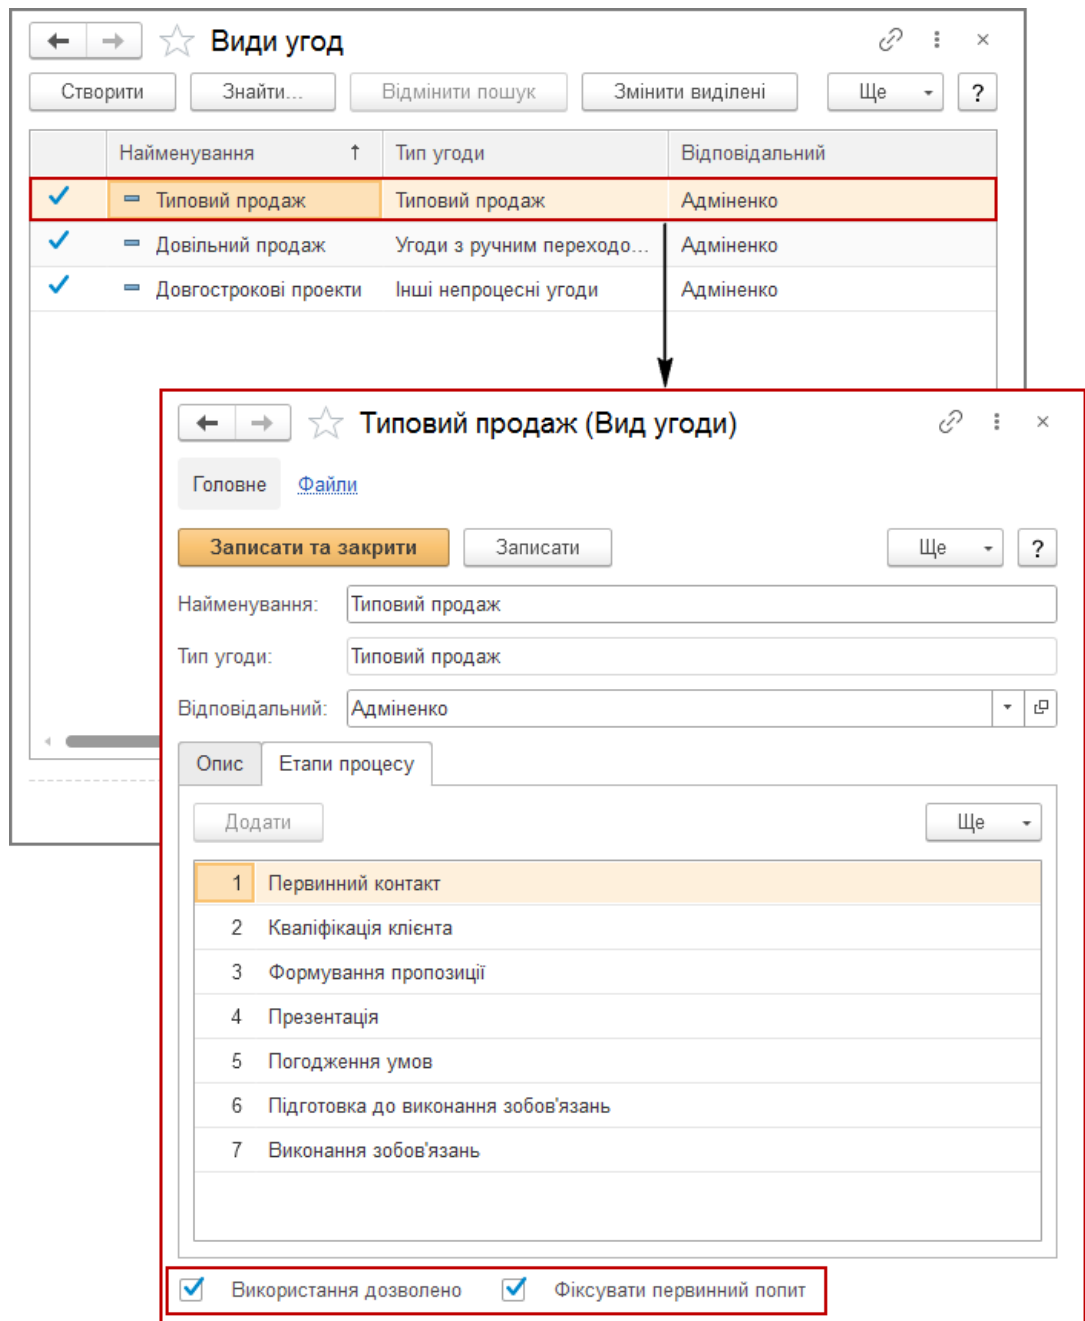 Види угод
Створити Знайти... Відмінити пошук Змінити виділені Ще ?
Найменування ↑ Тип угоди Відповідальний
Типовий продаж Типовий продаж Адміненко
Довільний продаж Угоди з ручним переходо... Адміненко
Довгострокові проекти Інші непроцесні угоди Адміненко
Типовий продаж (Вид угоди)
Головне Файли
Записати та закрити Записати Ще ?
Найменування: Типовий продаж
Тип угоди: Типовий продаж
Відповідальний: Адміненко
Опис Етапи процесу
Додати Ще
1 Первинний контакт
2 Кваліфікація клієнта
3 Формування пропозиції
4 Презентація
5 Погодження умов
6 Підготовка до виконання зобов'язань
7 Виконання зобов'язань
Використання дозволено Фіксувати первинний попит